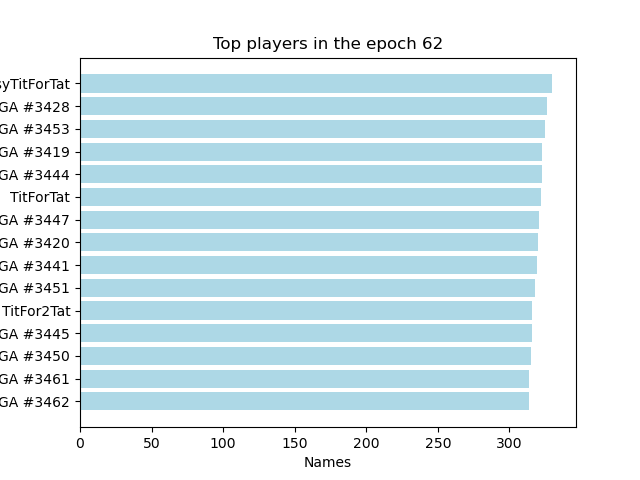 Top players in the epoch 62
syTitForTat
GA #3428
GA #3453
GA #3419
GA #3444
TitForTat
GA #3447
GA #3420
GA #3441
GA #3451
TitFor2Tat
GA #3445
GA #3450
GA #3461
GA #3462
0 50 100 150 200 250 300
Names